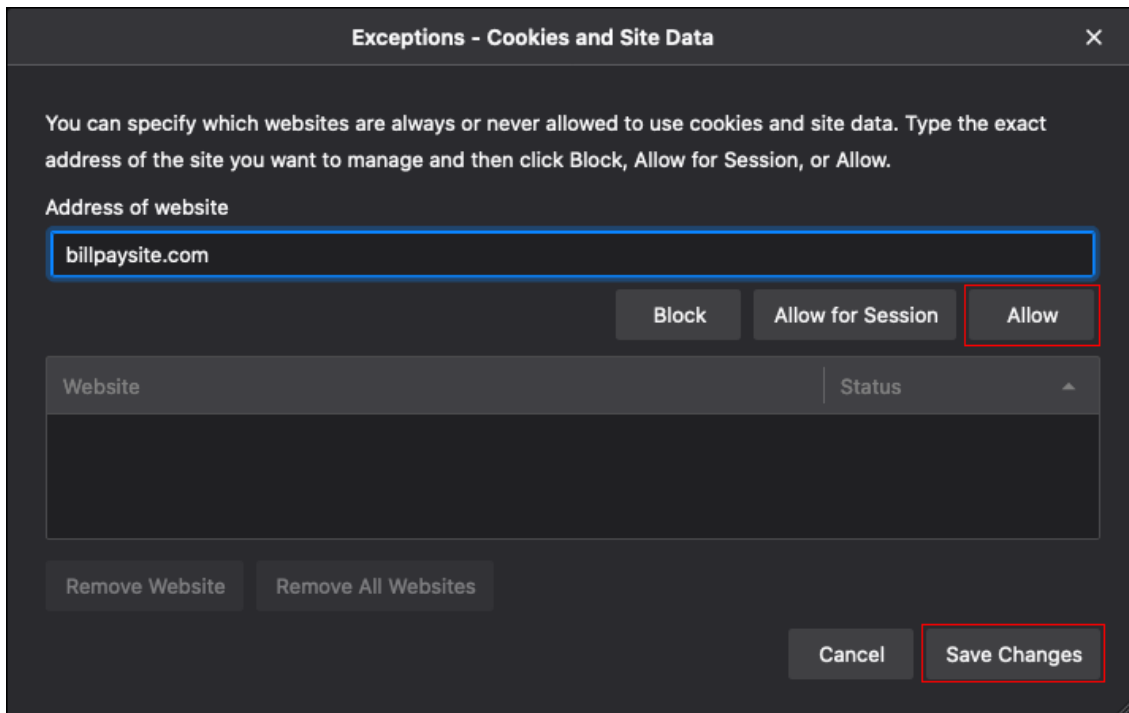 Exceptions - Cookies and Site Data
You can specify which websites are always or never allowed to use cookies and site data. Type the exact
address of the site you want to manage and then click Block, Allow for Session, or Allow.
Address of website
billpaysite.com
Block Allow for Session Allow
Website Status
Remove Website Remove All Websites
Cancel Save Changes